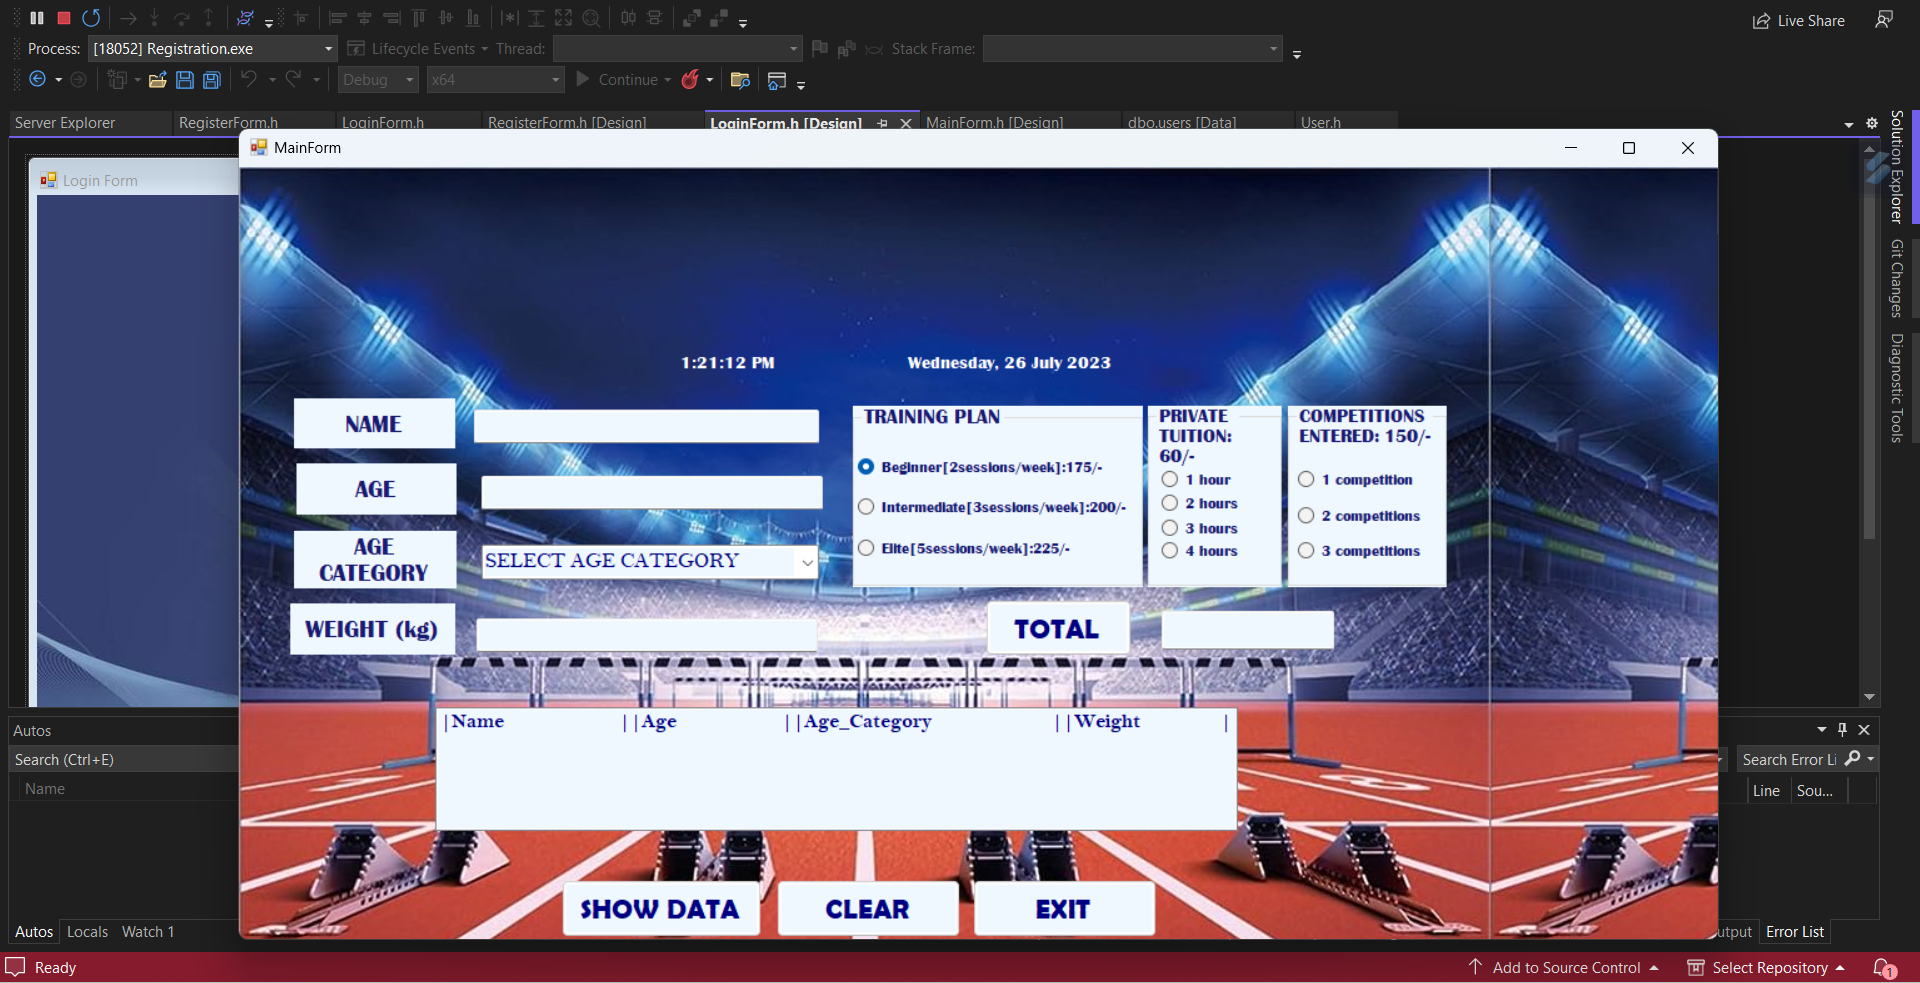 Live Share
Process: [18052] Registration.exe Lifecycle Events Thread: Stack Frame:
Debug x64 Continue
Server Explorer RegisterForm.h LoginForm.h RegisterForm.h [Design] LoginForm.h [Design] MainForm.h [Design] dbo.users [Data] User.h
Solution Explorer
Git Changes
Diagnostic Tools
Login Form
MainForm
1:21:12 PM Wednesday, 26 July 2023
NAME
AGE
AGE
CATEGORY
SELECT AGE CATEGORY
WEIGHT (kg)
TRAINING PLAN
Beginner[2sessions/week]:175/-
Intermediate[3sessions/week]:200/-
Elite[5sessions/week]:225/-
PRIVATE
TUITION:
60/-
1 hour
2 hours
3 hours
4 hours
COMPETITIONS
ENTERED: 150/-
1 competition
2 competitions
3 competitions
TOTAL
|Name ||Age ||Age_Category ||Weight |
SHOW DATA CLEAR EXIT
Autos
Search (Ctrl+E)
Name
Autos Locals Watch 1
Search Error Li
Line Sou...
utput Error List
Ready
Add to Source Control Select Repository 1